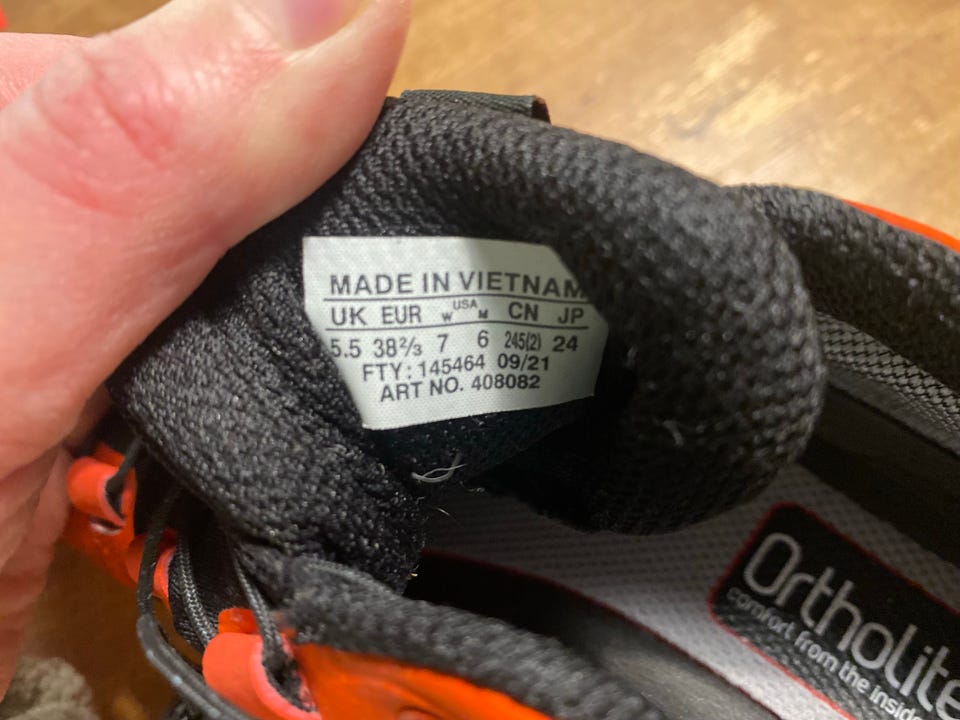 MADE IN VIETNAM
UK EUR W USA M CN JP
5.5 38⅔ 7 6 245(2) 24
FTY: 145464 09/21
ART NO. 408082
Ortholite
comfort from the inside